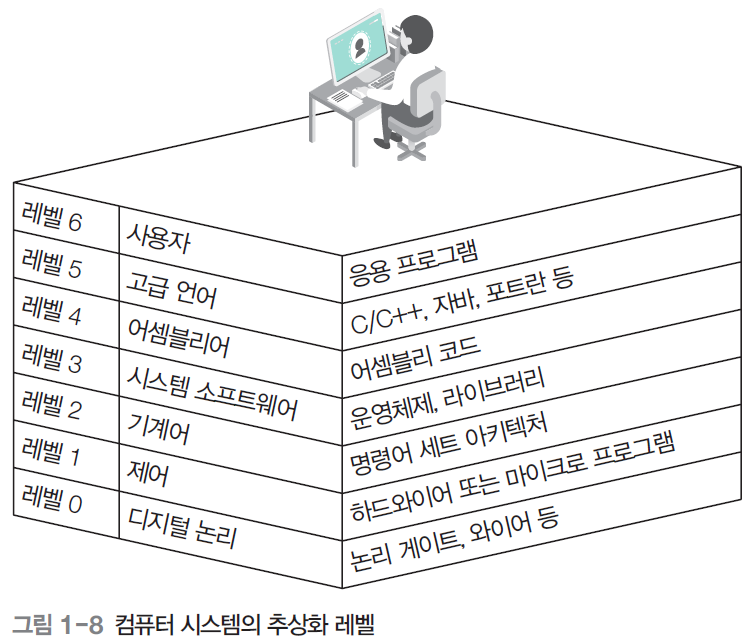 레벨 6 사용자 응용 프로그램
레벨 5 고급 언어 C/C++, 자바, 포트란 등
레벨 4 어셈블리어 어셈블리 코드
레벨 3 시스템 소프트웨어 운영체제, 라이브러리
레벨 2 기계어 명령어 세트 아키텍처
레벨 1 제어 하드와이어 또는 마이크로 프로그램
레벨 0 디지털 논리 논리 게이트, 와이어 등
그림 1-8 컴퓨터 시스템의 추상화 레벨